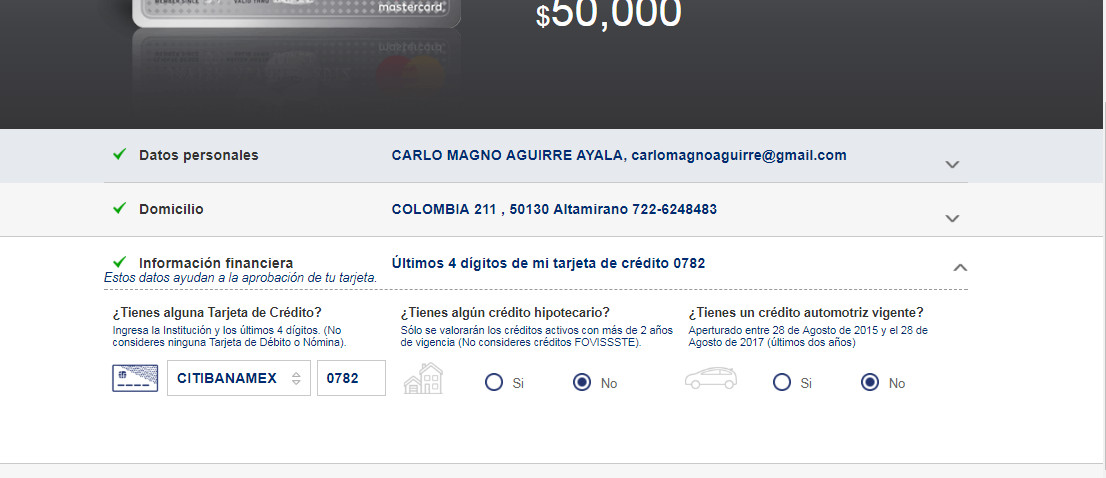 MEMBER SINCE VALID THRU
mastercard.
$50,000
Datos personales CARLO MAGNO AGUIRRE AYALA, carlomagnoaguirre@gmail.com
Domicilio COLOMBIA 211 , 50130 Altamirano 722-6248483
Información financiera Últimos 4 dígitos de mi tarjeta de crédito 0782
Estos datos ayudan a la aprobación de tu tarjeta.
¿Tienes alguna Tarjeta de Crédito?
Ingresa la Institución y los últimos 4 dígitos. (No
consideres ninguna Tarjeta de Débito o Nómina).
CITIBANAMEX 0782
¿Tienes algún crédito hipotecario?
Sólo se valorarán los créditos activos con más de 2 años
de vigencia (No consideres créditos FOVISSSTE).
Si No
¿Tienes un crédito automotriz vigente?
Aperturado entre 28 de Agosto de 2015 y el 28 de
Agosto de 2017 (últimos dos años)
Si No